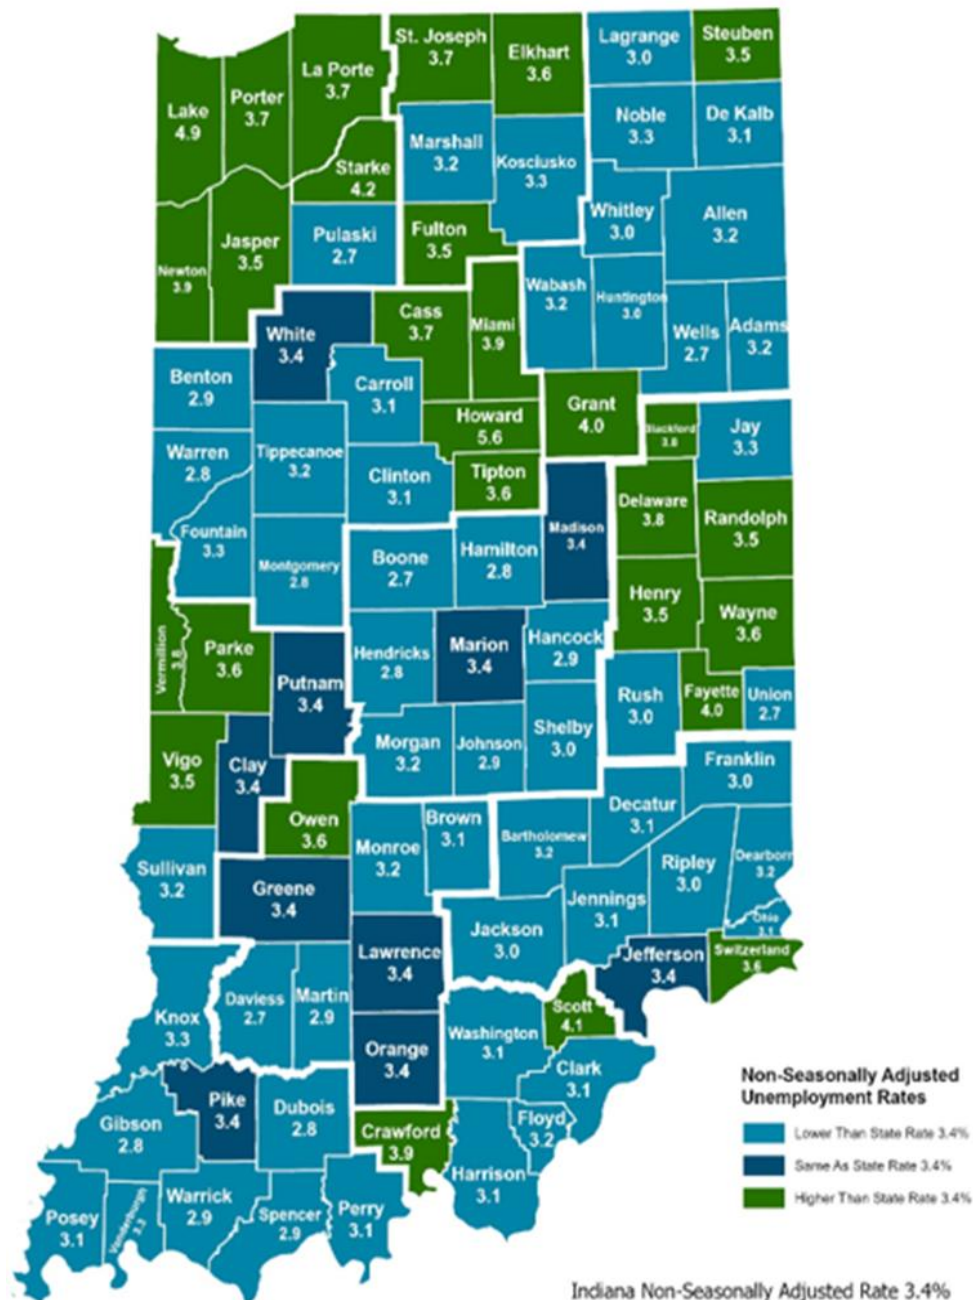 St. Joseph
3.7
Elkhart
3.6
Lagrange
3.0
Steuben
3.5
La Porte
3.7
Porter
3.7
Lake
4.9
Noble
3.3
De Kalb
3.1
Marshall
3.2
Kosciusko
3.3
Starke
4.2
Whitley
3.0
Allen
3.2
Pulaski
2.7
Fulton
3.5
Jasper
3.5
Newton
3.9
Wabash
3.2
Huntington
3.0
White
3.4
Cass
3.7
Miami
3.9
Wells
2.7
Adams
3.2
Benton
2.9
Carroll
3.1
Howard
5.6
Grant
4.0
Blackford
3.8
Jay
3.3
Warren
2.8
Tippecanoe
3.2
Clinton
3.1
Tipton
3.6
Madison
3.4
Delaware
3.8
Randolph
3.5
Fountain
3.3
Montgomery
2.8
Boone
2.7
Hamilton
2.8
Henry
3.5
Wayne
3.6
Vermillion
3.8
Parke
3.6
Putnam
3.4
Hendricks
2.8
Marion
3.4
Hancock
2.9
Rush
3.0
Fayette
4.0
Union
2.7
Vigo
3.5
Clay
3.4
Morgan
3.2
Johnson
2.9
Shelby
3.0
Franklin
3.0
Owen
3.6
Monroe
3.2
Brown
3.1
Bartholomew
3.2
Decatur
3.1
Ripley
3.0
Dearborn
3.2
Sullivan
3.2
Greene
3.4
Jennings
3.1
Ohio
3.1
Lawrence
3.4
Jackson
3.0
Jefferson
3.4
Switzerland
3.6
Knox
3.3
Daviess
2.7
Martin
2.9
Orange
3.4
Washington
3.1
Scott
4.1
Clark
3.1
Gibson
2.8
Pike
3.4
Dubois
2.8
Crawford
3.9
Floyd
3.2
Harrison
3.1
Posey
3.1
Vanderburgh
3.3
Warrick
2.9
Spencer
2.9
Perry
3.1
Non-Seasonally Adjusted
Unemployment Rates
Lower Than State Rate 3.4%
Same As State Rate 3.4%
Higher Than State Rate 3.4%
Indiana Non-Seasonally Adjusted Rate 3.4%